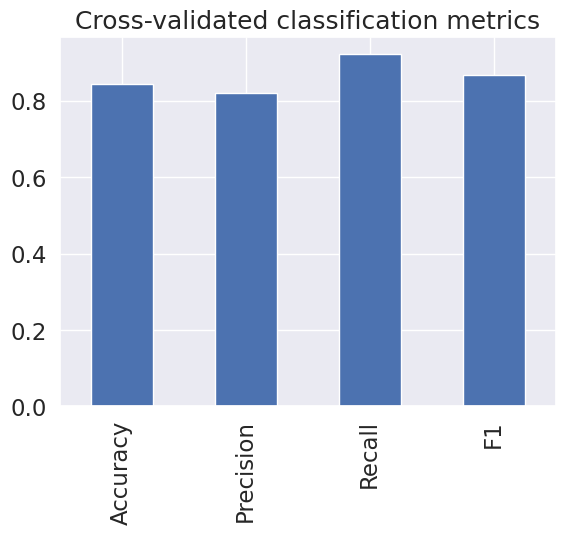 Cross-validated classification metrics
0.8
0.6
0.4
0.2
0.0
Accuracy
Precision
Recall
F1